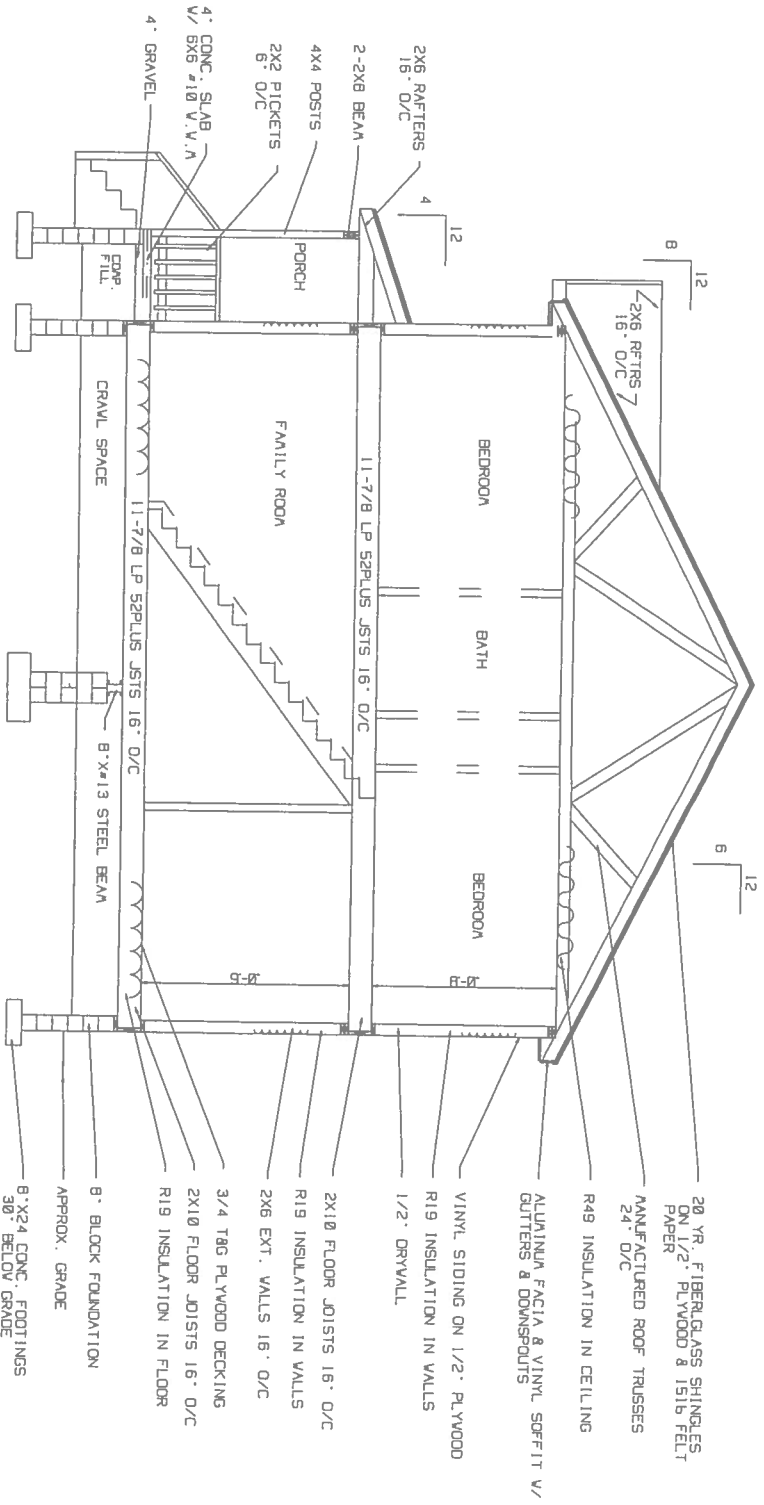 2X6 RAFTERS
16" O/C
2-2X8 BEAM
4X4 POSTS
2X2 PICKETS
6" O/C
4" CONC. SLAB
W/ 6X6 #10 W.W.M
4" GRAVEL
4
12
8
12
2X6 RFTRS
16" O/C
6
12
PORCH
COMP.
FILL
CRAWL SPACE
FAMILY ROOM
BEDROOM
BATH
BEDROOM
11-7/8 LP 52PLUS JSTS 16" O/C
11-7/8 LP 52PLUS JSTS 16" O/C
8"X#13 STEEL BEAM
9'-0"
8'-0"
20 YR. FIBERGLASS SHINGLES
ON 1/2" PLYWOOD & 15lb FELT
PAPER
MANUFACTURED ROOF TRUSSES
24" O/C
R49 INSULATION IN CEILING
ALUMINUM FACIA & VINYL SOFFIT W/
GUTTERS & DOWNSPOUTS
VINYL SIDING ON 1/2" PLYWOOD
R19 INSULATION IN WALLS
1/2" DRYWALL
2X10 FLOOR JOISTS 16" O/C
R19 INSULATION IN WALLS
2X6 EXT. WALLS 16" O/C
3/4 T&G PLYWOOD DECKING
2X10 FLOOR JOISTS 16" O/C
R19 INSULATION IN FLOOR
8" BLOCK FOUNDATION
APPROX. GRADE
8"X24 CONC. FOOTINGS
30" BELOW GRADE